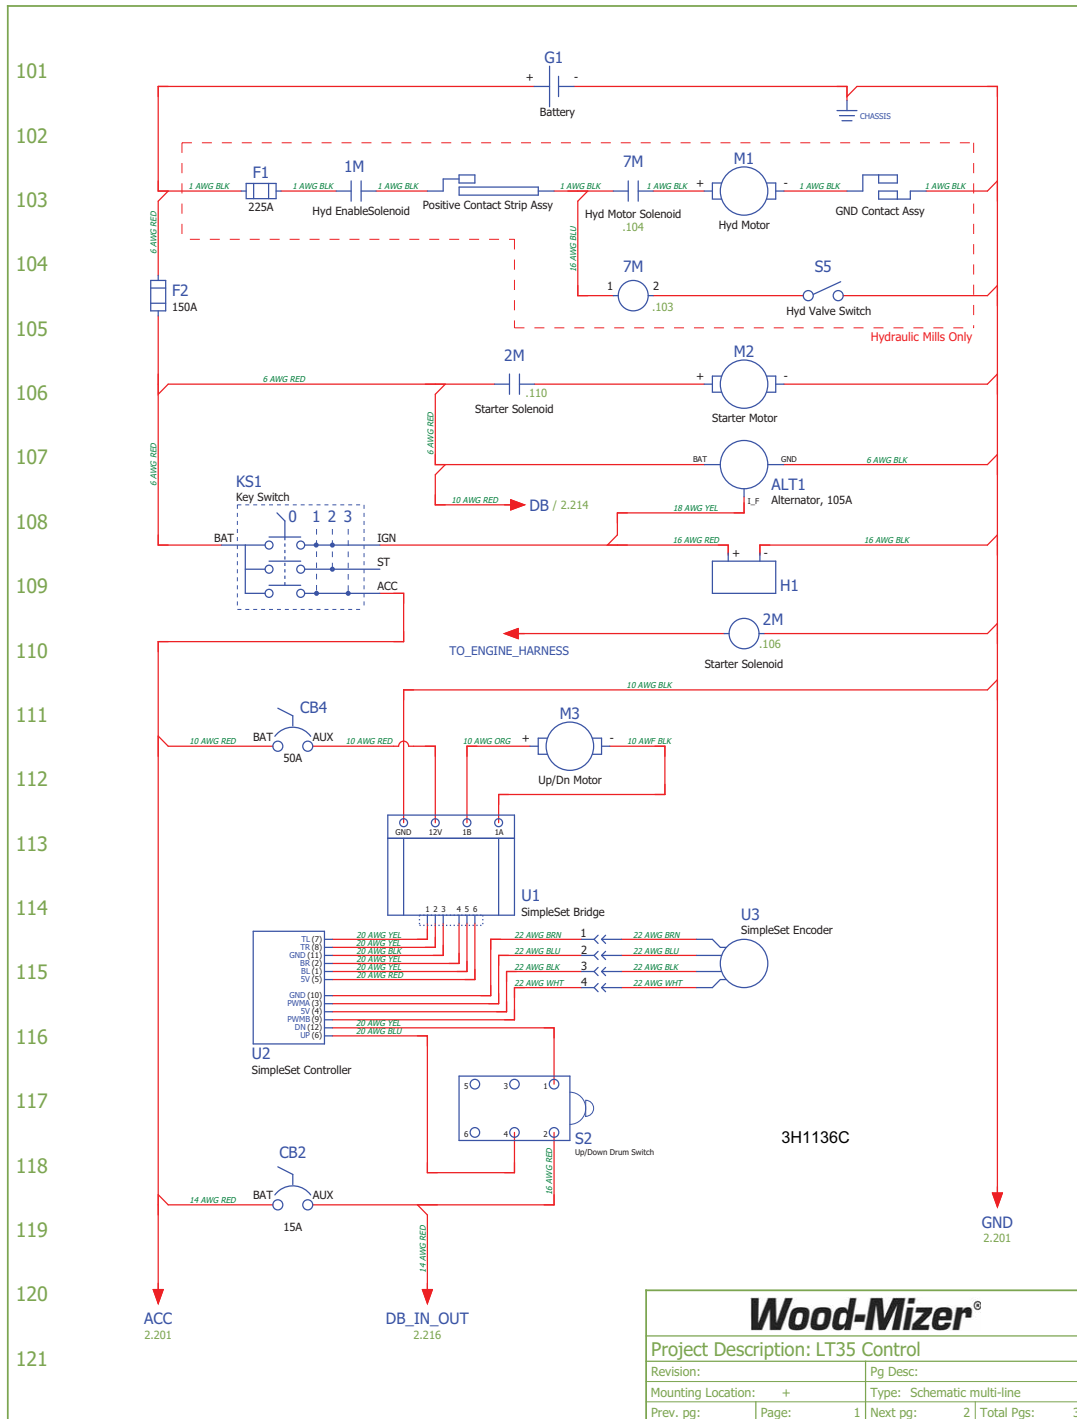 101
G1
+ -
Battery
CHASSIS
102
F1
1M
7M
M1
1 AWG BLK
1 AWG BLK
1 AWG BLK
1 AWG BLK
1 AWG BLK
+ -
1 AWG BLK
1 AWG BLK
103
225A
Hyd EnableSolenoid
Positive Contact Strip Assy
Hyd Motor Solenoid
.104
Hyd Motor
GND Contact Assy
6 AWG RED
16 AWG BLU
104
7M
S5
F2
150A
1 2
.103
Hyd Valve Switch
105
Hydraulic Mills Only
2M
M2
6 AWG RED
+ -
106
.110
Starter Solenoid
Starter Motor
6 AWG RED
6 AWG RED
107
BAT GND
6 AWG BLK
KS1
Key Switch
ALT1
Alternator, 105A
I_F
10 AWG RED
DB / 2.214
18 AWG YEL
108
0 1 2 3
BAT
IGN
16 AWG RED
16 AWG BLK
+ -
ST
109
ACC
H1
2M
.106
110
TO_ENGINE_HARNESS
Starter Solenoid
10 AWG BLK
111
CB4
M3
10 AWG RED
BAT AUX
10 AWG RED
10 AWG ORG
+ -
10 AWF BLK
50A
112
Up/Dn Motor
GND 12V 1B 1A
113
114
U1
SimpleSet Bridge
1 2 3 4 5 6
U3
SimpleSet Encoder
TL (7)
20 AWG YEL
22 AWG BRN
1
22 AWG BRN
TR (8)
20 AWG YEL
GND (11)
20 AWG BLK
22 AWG BLU
2
22 AWG BLU
BR (2)
20 AWG YEL
115
BL (1)
20 AWG YEL
22 AWG BLK
3
22 AWG BLK
5V (5)
20 AWG RED
22 AWG WHT
4
22 AWG WHT
GND (10)
PWMA (3)
5V (4)
PWMB (9)
DN (12)
20 AWG YEL
UP (6)
20 AWG BLU
116
U2
SimpleSet Controller
5 3 1
117
6 4 2
S2
Up/Down Drum Switch
3H1136C
118
CB2
16 AWG RED
14 AWG RED
BAT AUX
15A
119
14 AWG RED
GND
2.201
120
ACC
2.201
DB_IN_OUT
2.216
121
Wood-Mizer®
Project Description: LT35 Control
Revision: Pg Desc:
Mounting Location: + Type: Schematic multi-line
Prev. pg: Page: 1 Next pg: 2 Total Pgs: 3